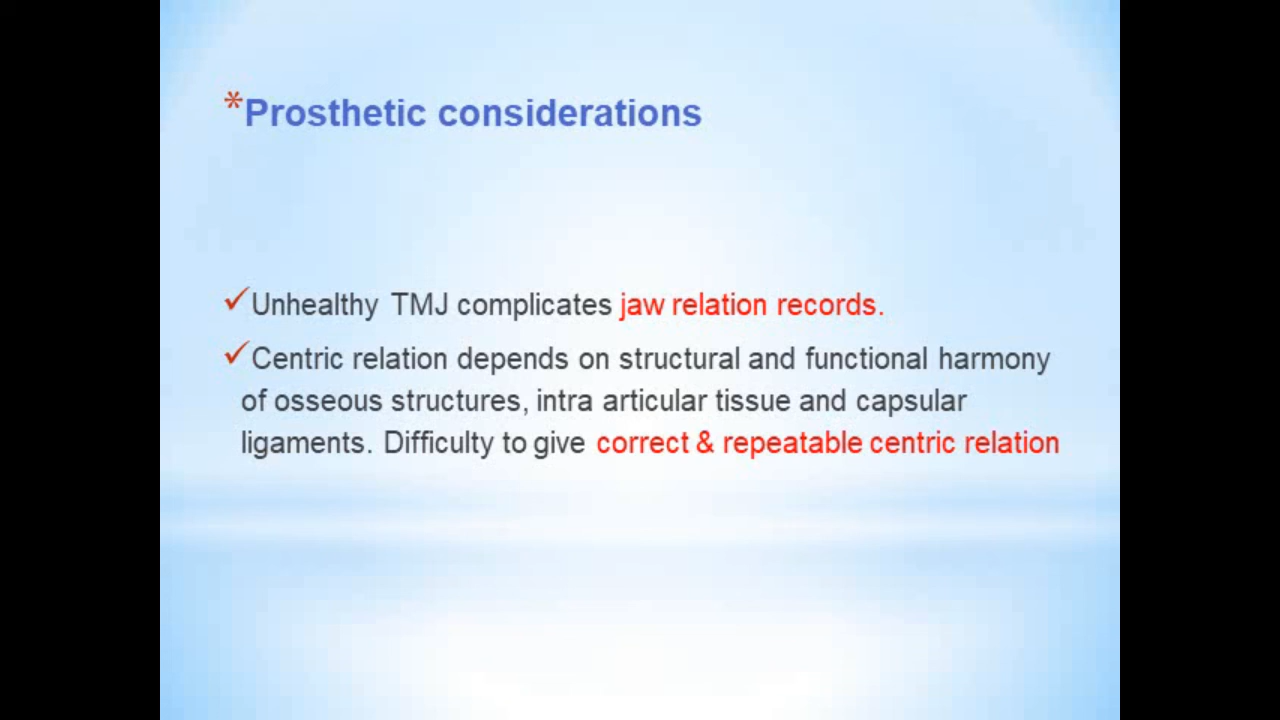 *Prosthetic considerations
✓Unhealthy TMJ complicates jaw relation records.
✓Centric relation depends on structural and functional harmony
of osseous structures, intra articular tissue and capsular
ligaments. Difficulty to give correct & repeatable centric relation